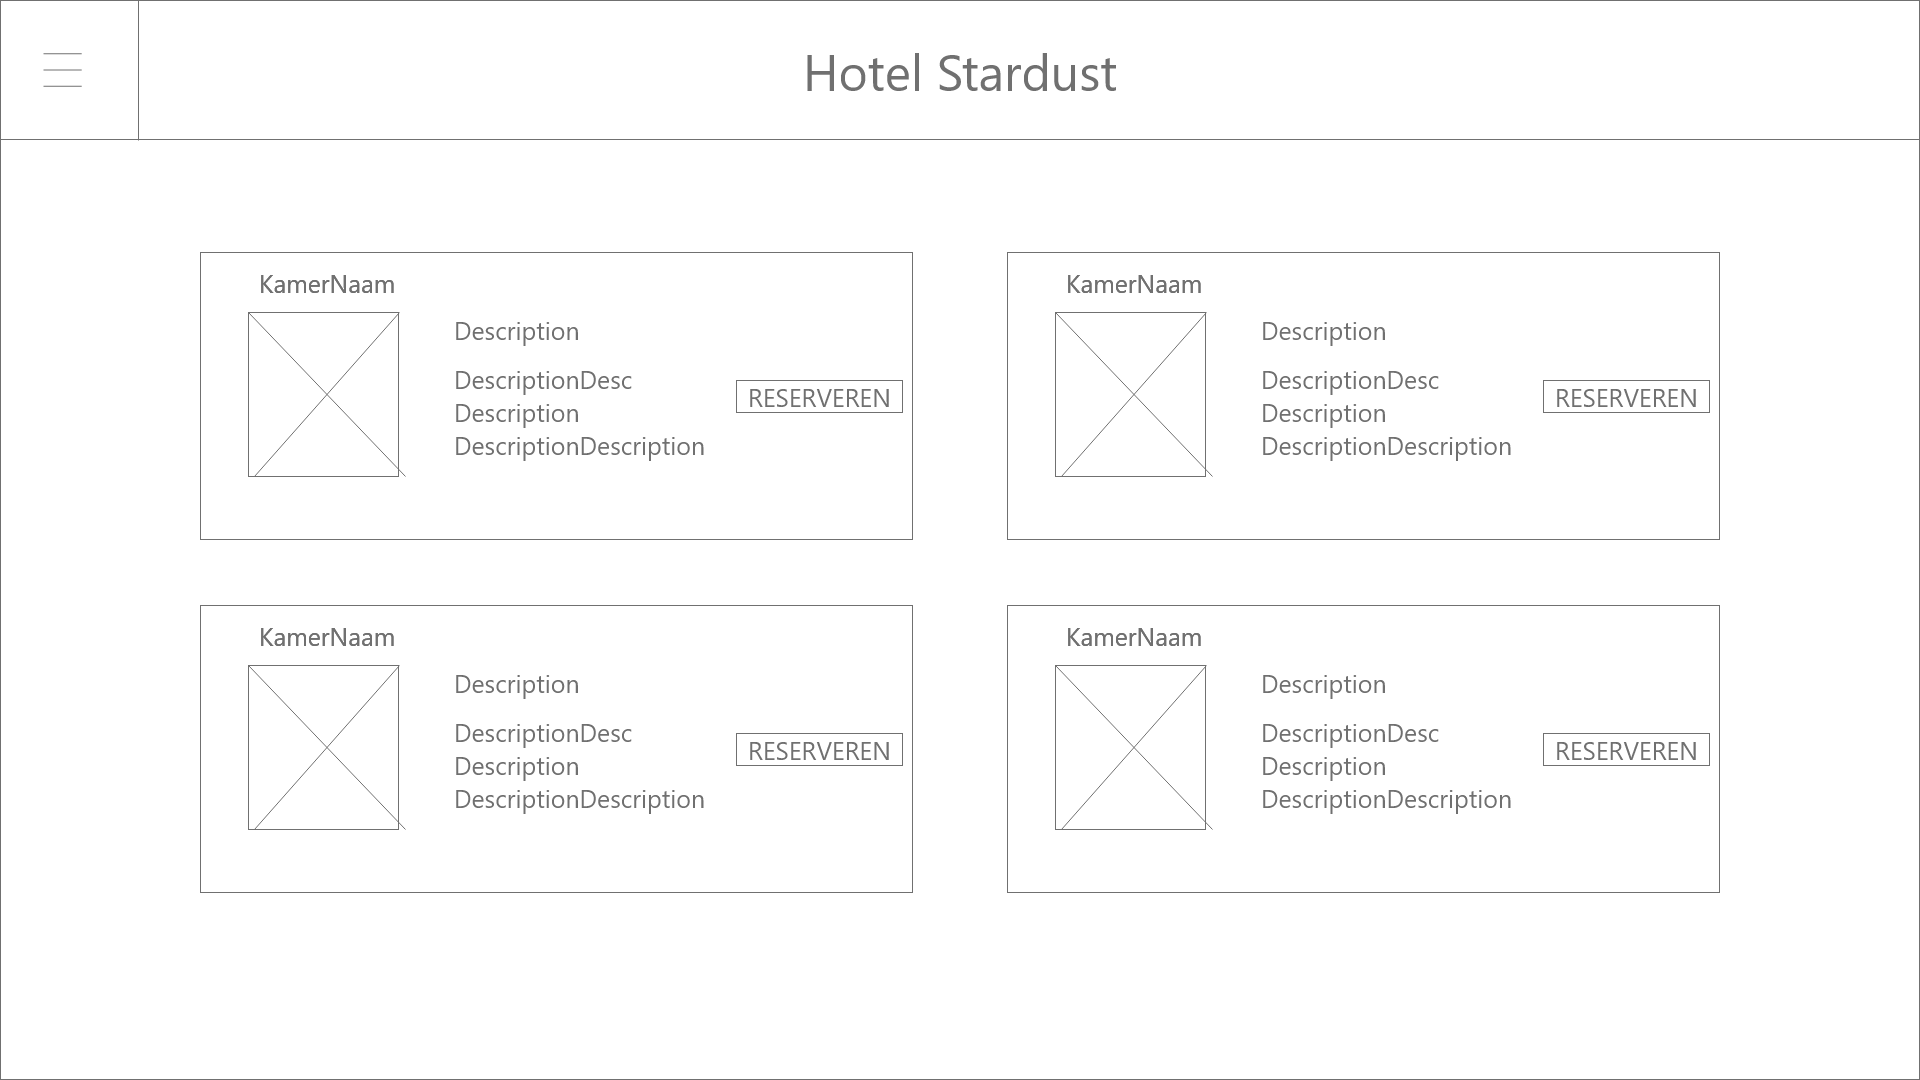 Hotel Stardust
KamerNaam
Description
DescriptionDesc
Description
DescriptionDescription
RESERVEREN
KamerNaam
Description
DescriptionDesc
Description
DescriptionDescription
RESERVEREN
KamerNaam
Description
DescriptionDesc
Description
DescriptionDescription
RESERVEREN
KamerNaam
Description
DescriptionDesc
Description
DescriptionDescription
RESERVEREN